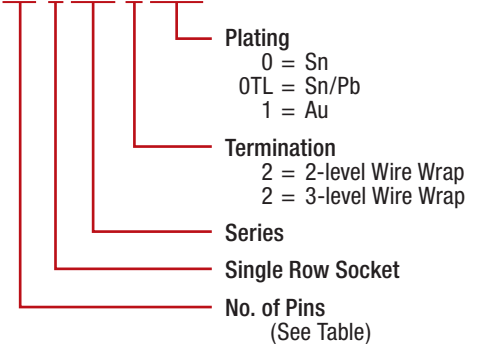 Plating
0 = Sn
0TL = Sn/Pb
1 = Au
Termination
2 = 2-level Wire Wrap
2 = 3-level Wire Wrap
Series
Single Row Socket
No. of Pins
(See Table)